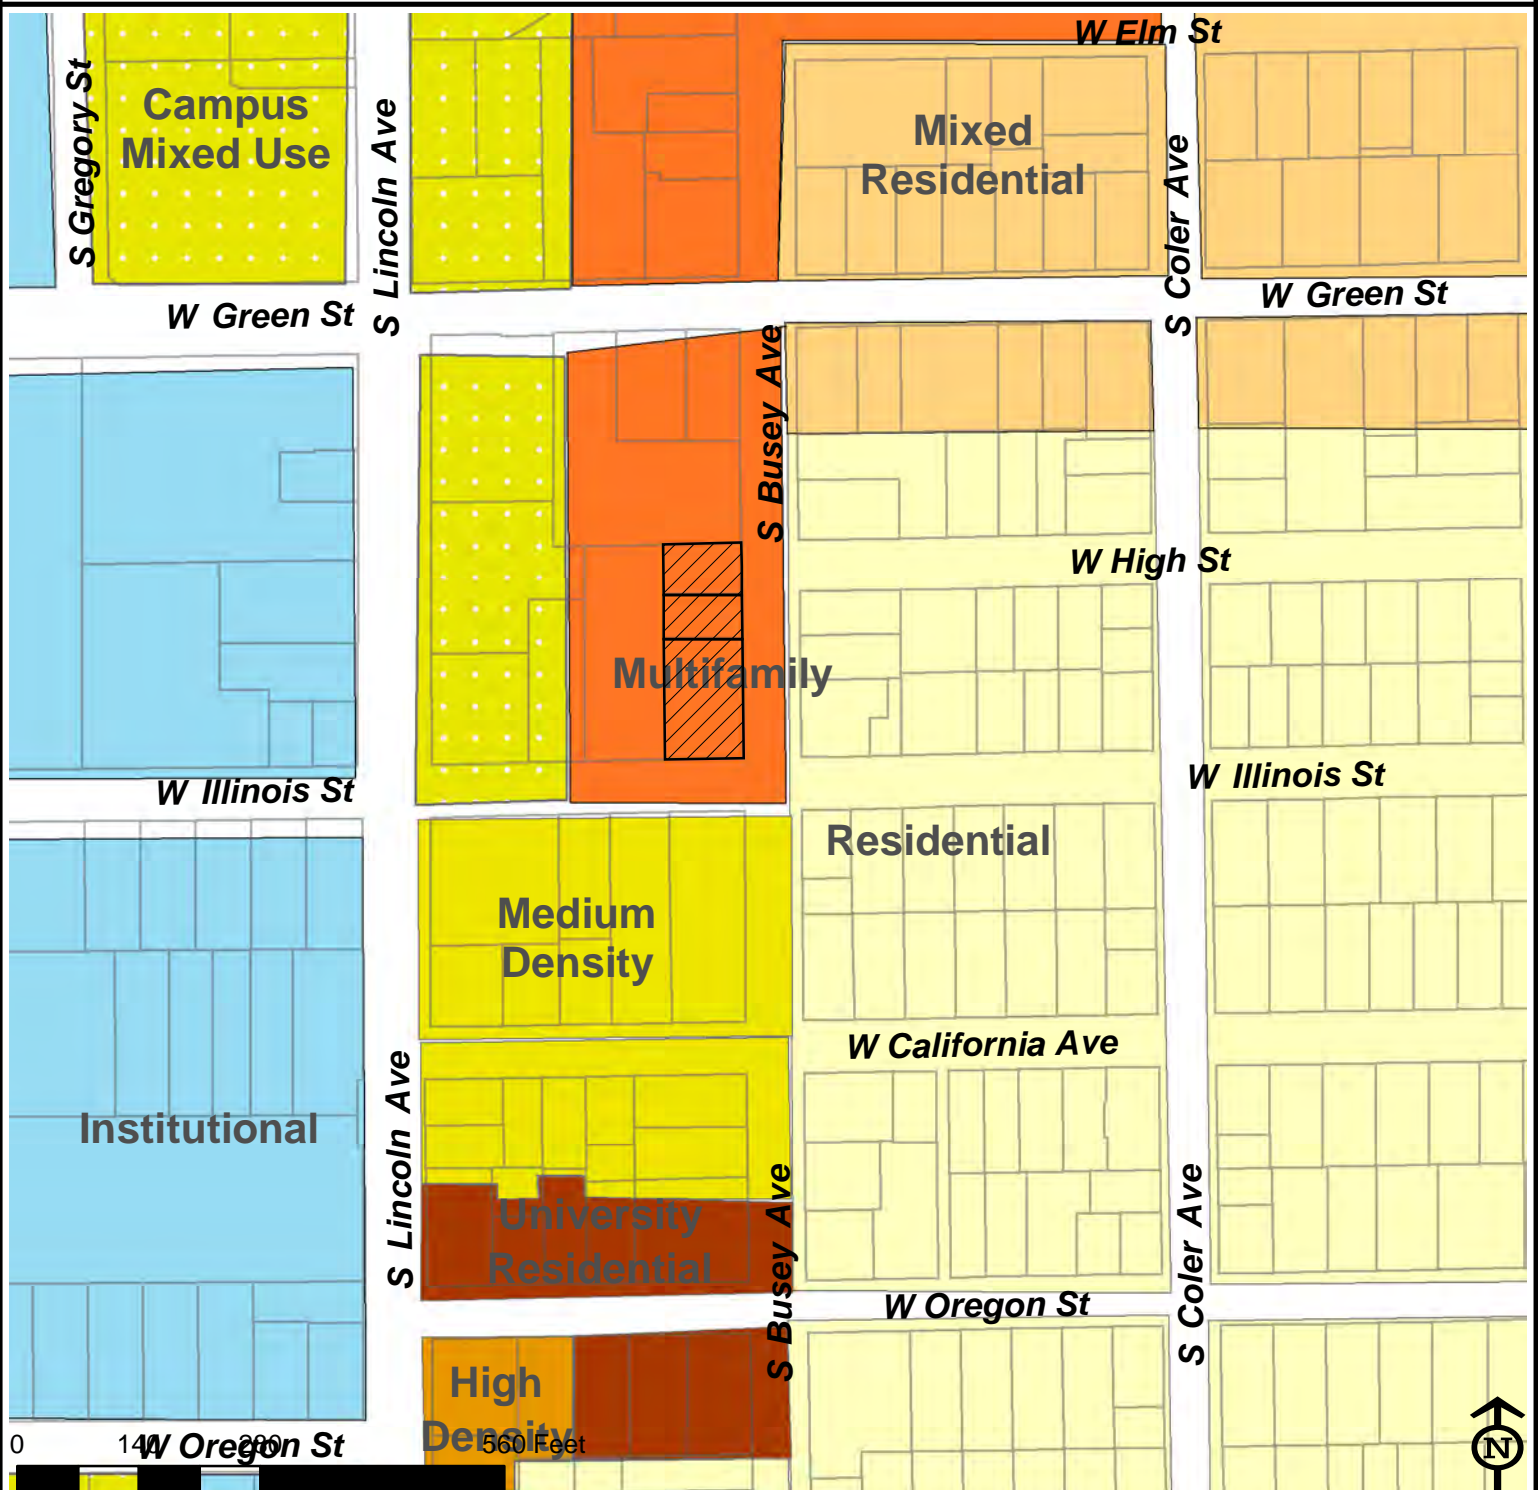 W Elm St
S Gregory St
Campus
Mixed Use
S Lincoln Ave
Mixed
Residential
S Coler Ave
W Green St
W Green St
S Busey Ave
W High St
Multifamily
W Illinois St
W Illinois St
Residential
Medium
Density
W California Ave
Institutional
S Lincoln Ave
University
Residential
S Busey Ave
S Coler Ave
W Oregon St
High
Density
W Oregon St
0 140 280 560 Feet
N